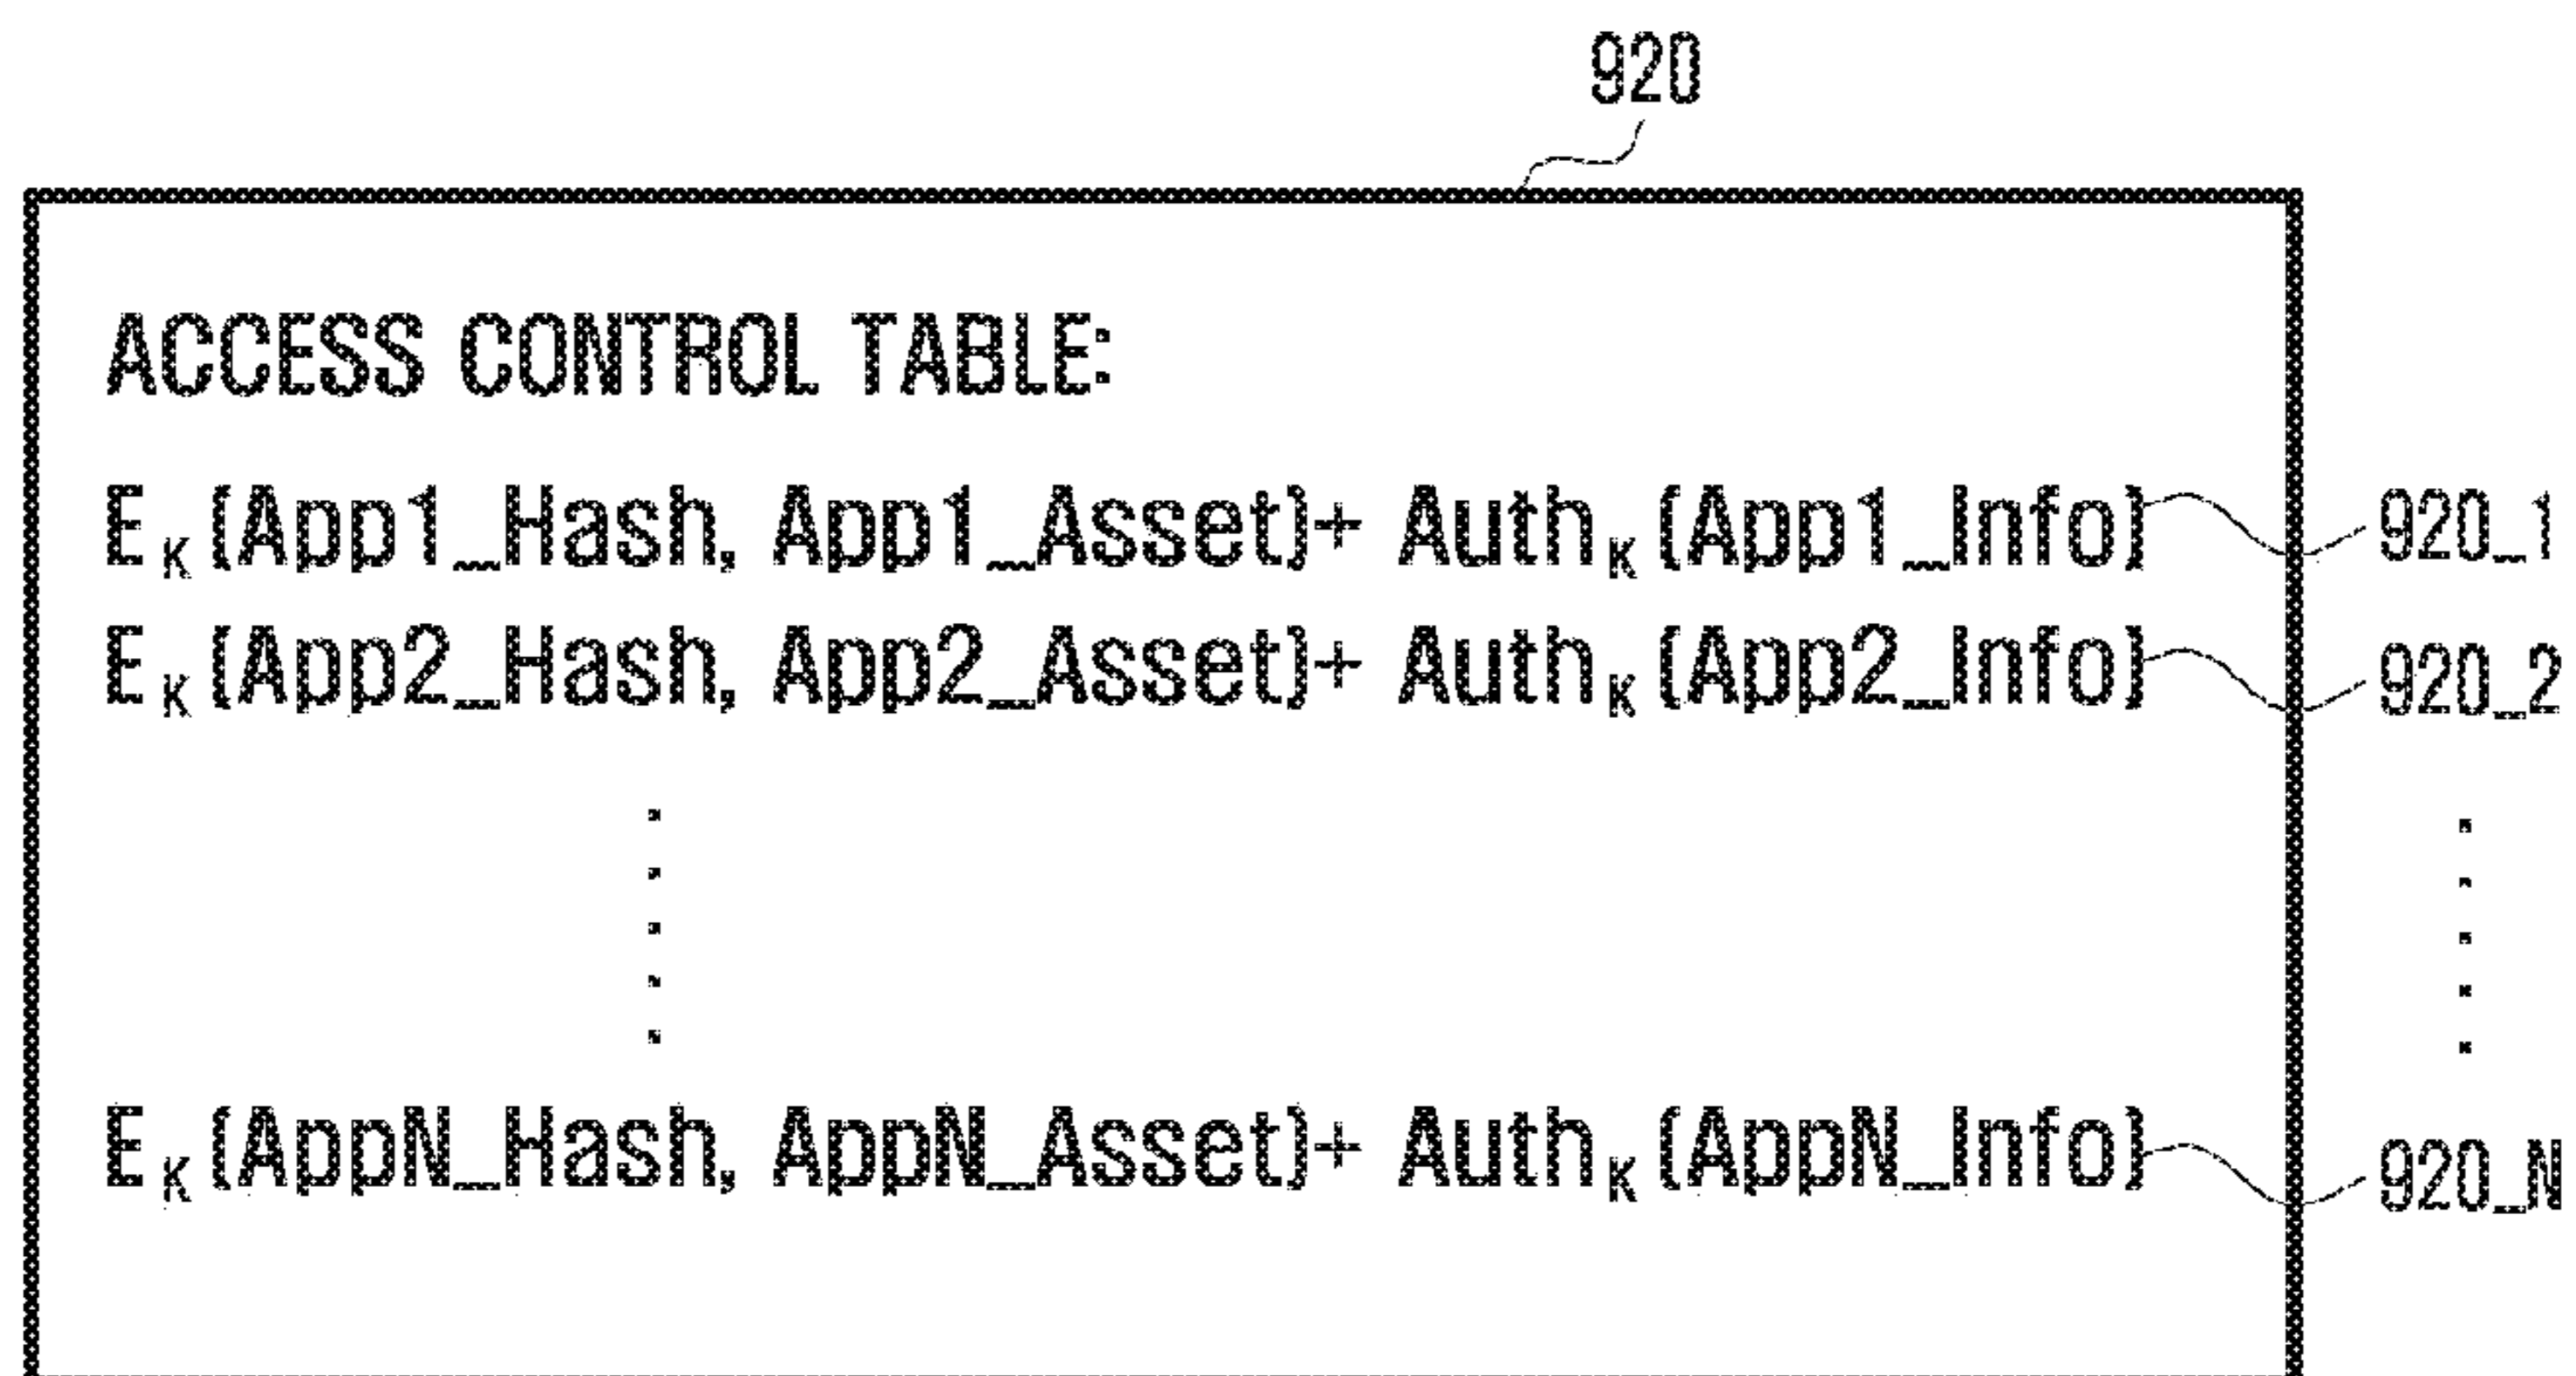 920
ACCESS CONTROL TABLE:
E_K(App1_Hash, App1_Asset)+ Auth_K(App1_Info) 920_1
E_K(App2_Hash, App2_Asset)+ Auth_K(App2_Info) 920_2
E_K(AppN_Hash, AppN_Asset)+ Auth_K(AppN_Info) 920_N